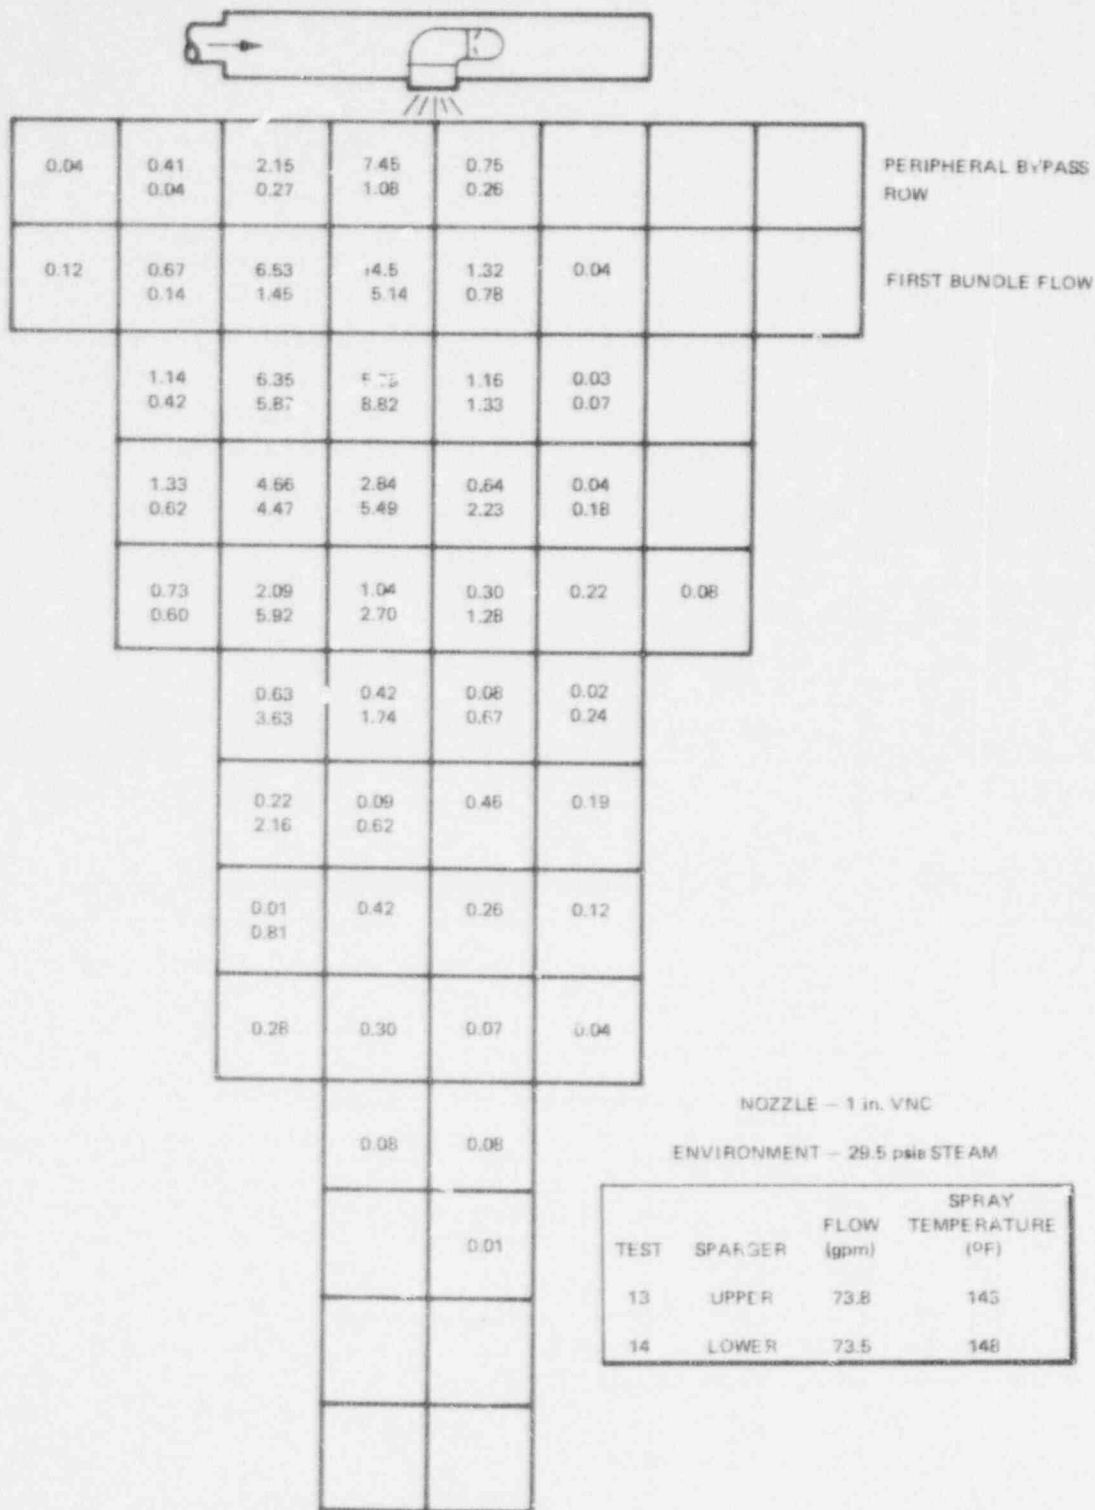 0.04 0.41 2.15 7.45 0.75
0.04 0.27 1.08 0.26
PERIPHERAL BYPASS
ROW
0.12 0.67 6.53 14.5 1.32 0.04
0.14 1.45 5.14 0.78
FIRST BUNDLE FLOW
1.14 6.35 1.16 0.03
0.42 5.87 8.82 1.33 0.07
1.33 4.66 2.84 0.64 0.04
0.62 4.47 5.49 2.23 0.18
0.73 2.09 1.04 0.30 0.22 0.08
0.60 5.92 2.70 1.28
0.63 0.42 0.08 0.02
3.63 1.74 0.67 0.24
0.22 0.09 0.46 0.19
2.16 0.62
0.01 0.42 0.26 0.12
0.81
0.28 0.30 0.07 0.04
0.08 0.08
0.01
NOZZLE – 1 in. VNC
ENVIRONMENT – 29.5 psia STEAM
SPRAY
FLOW TEMPERATURE
TEST SPARGER (gpm) (ºF)
13 UPPER 73.8
14 LOWER 73.5 148